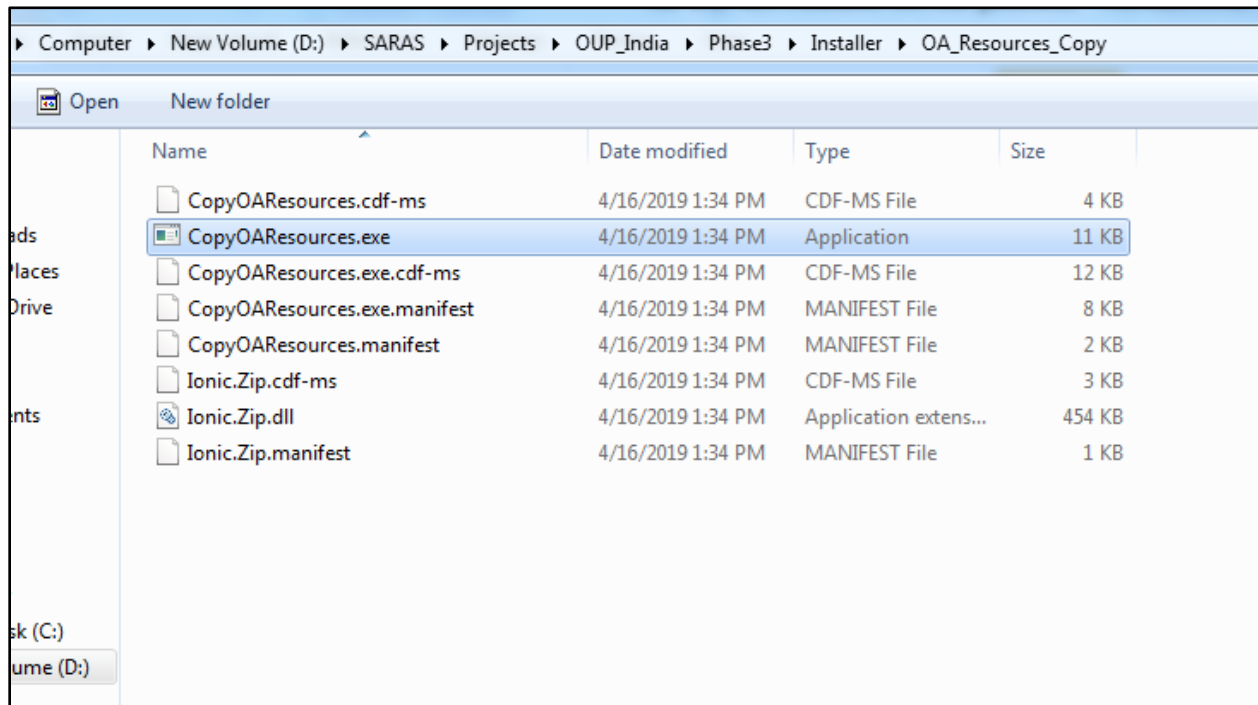 Computer New Volume (D:) SARAS Projects OUP_India Phase3 Installer OA_Resources_Copy
Open New folder
Name Date modified Type Size
CopyOAResources.cdf-ms 4/16/2019 1:34 PM CDF-MS File 4 KB
ads CopyOAResources.exe 4/16/2019 1:34 PM Application 11 KB
Places CopyOAResources.exe.cdf-ms 4/16/2019 1:34 PM CDF-MS File 12 KB
Drive CopyOAResources.exe.manifest 4/16/2019 1:34 PM MANIFEST File 8 KB
CopyOAResources.manifest 4/16/2019 1:34 PM MANIFEST File 2 KB
Ionic.Zip.cdf-ms 4/16/2019 1:34 PM CDF-MS File 3 KB
ents Ionic.Zip.dll 4/16/2019 1:34 PM Application extens... 454 KB
Ionic.Zip.manifest 4/16/2019 1:34 PM MANIFEST File 1 KB
sk (C:)
ume (D:)